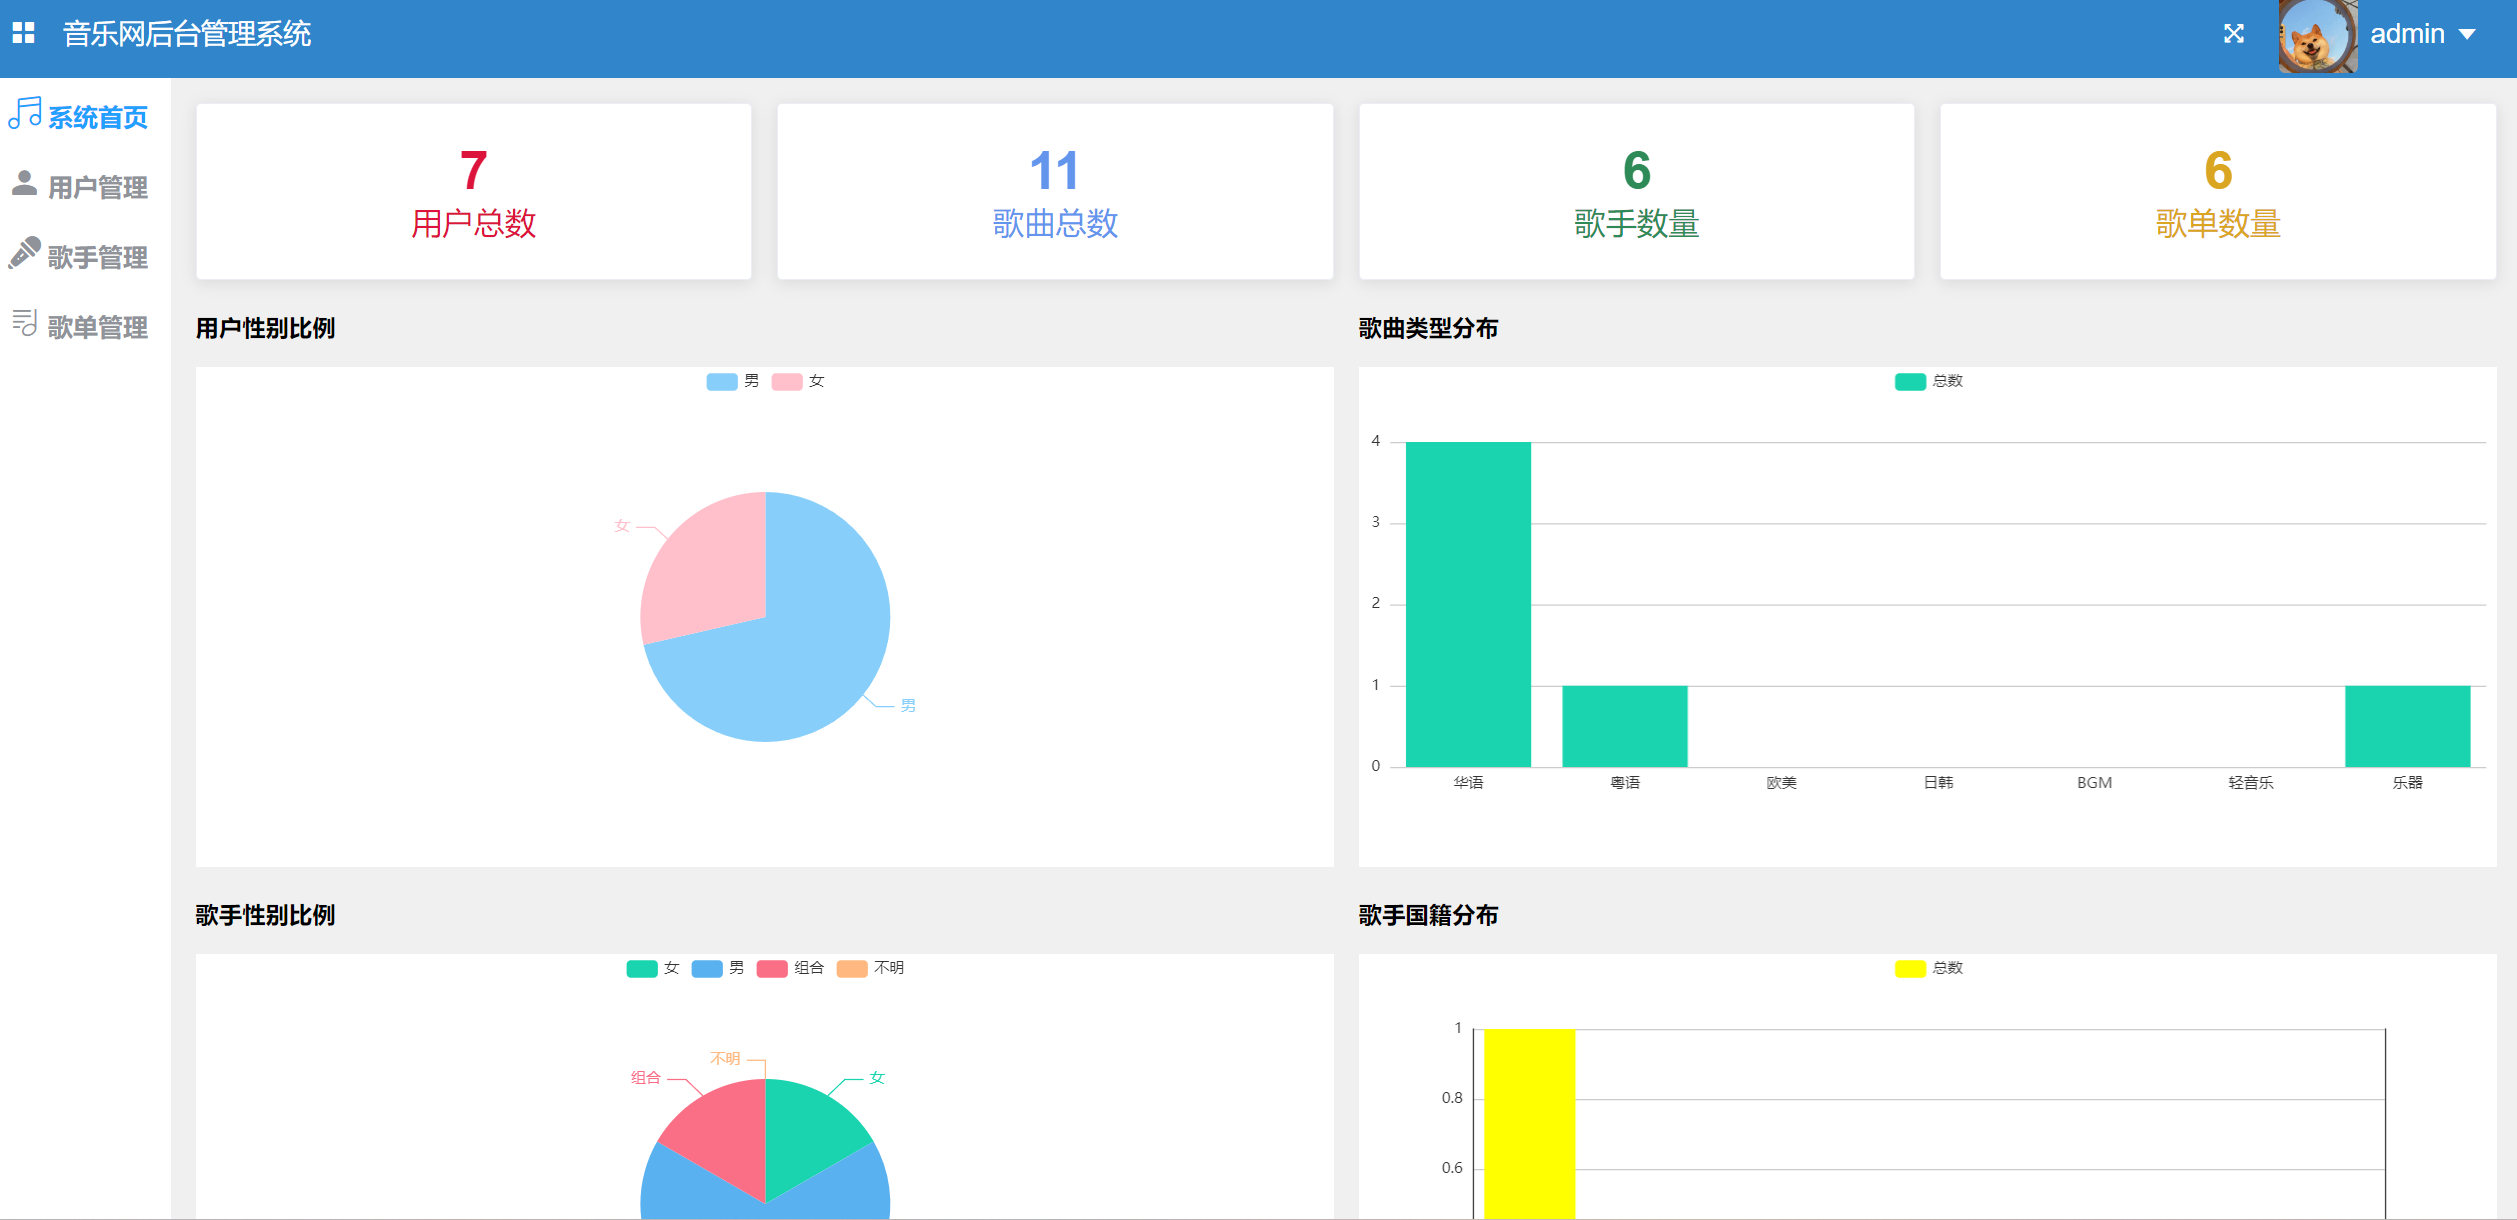 音乐网后台管理系统
admin
系统首页
用户管理
歌手管理
歌单管理
7
用户总数
11
歌曲总数
6
歌手数量
6
歌单数量
用户性别比例
男 女
女
男
歌曲类型分布
总数
4
3
2
1
0
华语 粤语 欧美 日韩 BGM 轻音乐 乐器
歌手性别比例
女 男 组合 不明
不明
组合
女
歌手国籍分布
总数
1
0.8
0.6